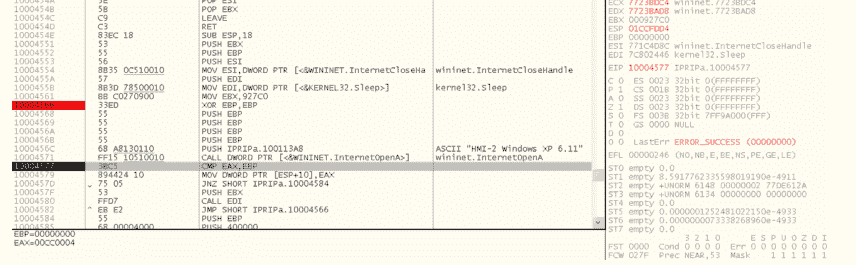 1000454A 5E POP ESI
1000454B 5B POP EBX
1000454C C9 LEAVE
1000454D C3 RET
1000454E 83EC 18 SUB ESP,18
10004551 53 PUSH EBX
10004552 55 PUSH EBP
10004553 56 PUSH ESI
10004554 8B35 0C510010 MOV ESI,DWORD PTR [<&WININET.InternetCloseHa wininet.InternetCloseHandle
1000455A 57 PUSH EDI
1000455B 8B3D 78500010 MOV EDI,DWORD PTR [<&KERNEL32.Sleep>] kernel32.Sleep
10004561 BB C0270900 MOV EBX,927C0
10004566 33ED XOR EBP,EBP
10004568 55 PUSH EBP
10004569 55 PUSH EBP
1000456A 55 PUSH EBP
1000456B 55 PUSH EBP
1000456C 68 A8130110 PUSH IPRIPa.100113A8 ASCII "HMI-2 Windows XP 6.11"
10004571 FF15 10510010 CALL DWORD PTR [<&WININET.InternetOpenA>] wininet.InternetOpenA
10004577 3BC5 CMP EAX,EBP
10004579 894424 10 MOV DWORD PTR [ESP+10],EAX
1000457D 75 05 JNZ SHORT IPRIPa.10004584
1000457F 53 PUSH EBX
10004580 FFD7 CALL EDI
10004582 EB E2 JMP SHORT IPRIPa.10004566
10004584 55 PUSH EBP
10004585 68 00004000 PUSH 400000
EBP=00000000
EAX=00CC0004
ECX 7723BDC4 wininet.7723BDC4
EDX 7723BAD8 wininet.7723BAD8
EBX 000927C0
ESP 01CCFDD4
EBP 00000000
ESI 771C4D8C wininet.InternetCloseHandle
EDI 7C802446 kernel32.Sleep
EIP 10004577 IPRIPa.10004577
C 0 ES 0023 32bit 0(FFFFFFFF)
P 1 CS 001B 32bit 0(FFFFFFFF)
A 0 SS 0023 32bit 0(FFFFFFFF)
Z 1 DS 0023 32bit 0(FFFFFFFF)
S 0 FS 003B 32bit 7FF9A000(FFF)
T 0 GS 0000 NULL
D 0
O 0 LastErr ERROR_SUCCESS (00000000)
EFL 00000246 (NO,NB,E,BE,NS,PE,GE,LE)
ST0 empty 0.0
ST1 empty 8.5917762335598019190e-4911
ST2 empty +UNORM 6148 00000002 77DE612A
ST3 empty +UNORM 6134 00000000 00000000
ST4 empty 0.0
ST5 empty 0.0000001252481022150e-4933
ST6 empty 0.0000000073338268960e-4933
ST7 empty 0.0
3 2 1 0 E S P U O Z D I
FST 0000 Cond 0 0 0 0 Err 0 0 0 0 0 0 0 0
FCW 027F Prec NEAR,53 Mask 1 1 1 1 1 1